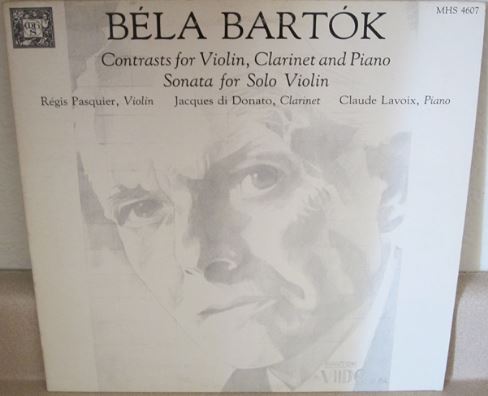 MHS 4607
BÉLA BARTÓK
Contrasts for Violin, Clarinet and Piano
Sonata for Solo Violin
Régis Pasquier, Violin Jacques di Donato, Clarinet Claude Lavoix, Piano